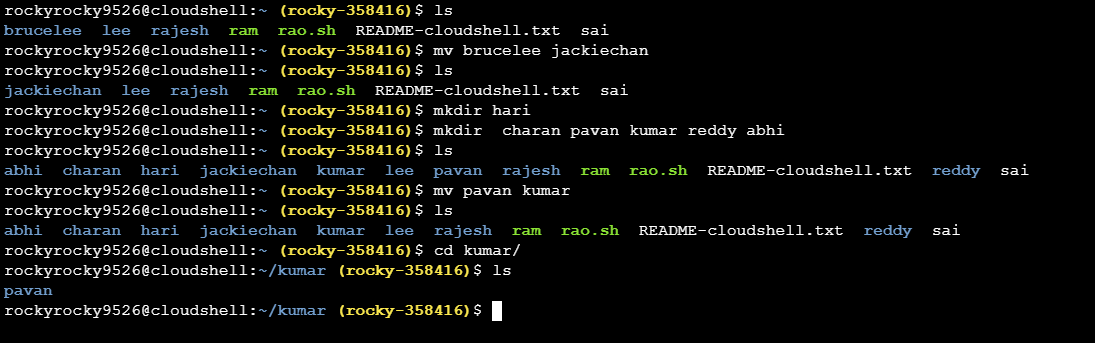 rockyrocky9526@cloudshell:~ (rocky-358416)$ ls
brucelee  lee  rajesh  ram  rao.sh  README-cloudshell.txt  sai
rockyrocky9526@cloudshell:~ (rocky-358416)$ mv brucelee jackiechan
rockyrocky9526@cloudshell:~ (rocky-358416)$ ls
jackiechan  lee  rajesh  ram  rao.sh  README-cloudshell.txt  sai
rockyrocky9526@cloudshell:~ (rocky-358416)$ mkdir hari
rockyrocky9526@cloudshell:~ (rocky-358416)$ mkdir  charan pavan kumar reddy abhi
rockyrocky9526@cloudshell:~ (rocky-358416)$ ls
abhi  charan  hari  jackiechan  kumar  lee  pavan  rajesh  ram  rao.sh  README-cloudshell.txt  reddy  sai
rockyrocky9526@cloudshell:~ (rocky-358416)$ mv pavan kumar
rockyrocky9526@cloudshell:~ (rocky-358416)$ ls
abhi  charan  hari  jackiechan  kumar  lee  rajesh  ram  rao.sh  README-cloudshell.txt  reddy  sai
rockyrocky9526@cloudshell:~ (rocky-358416)$ cd kumar/
rockyrocky9526@cloudshell:~/kumar (rocky-358416)$ ls
pavan
rockyrocky9526@cloudshell:~/kumar (rocky-358416)$